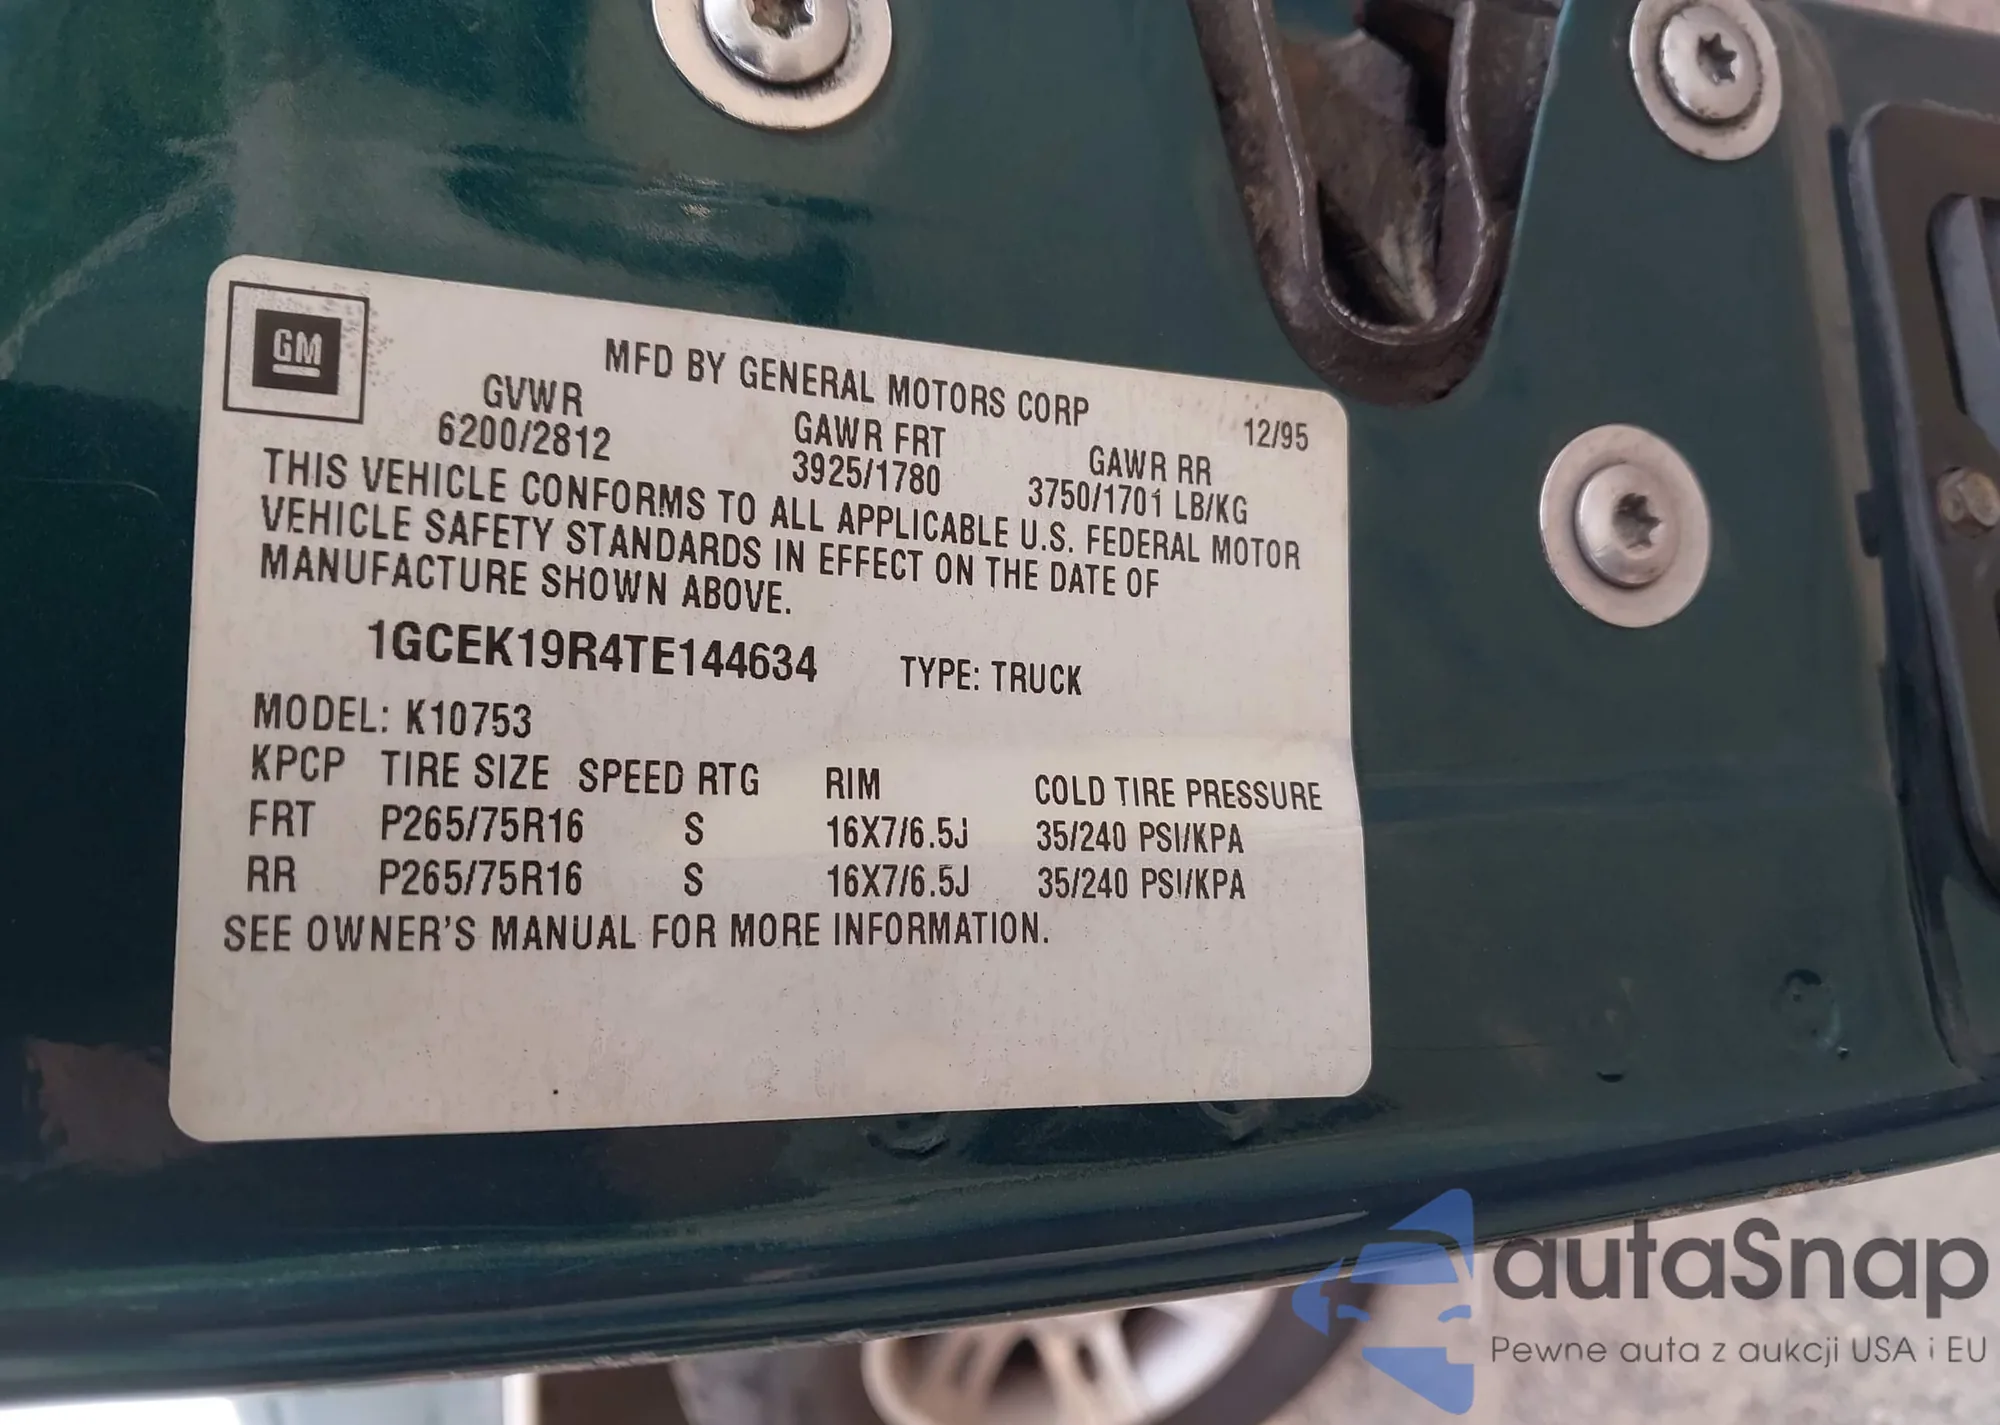 GM
MFD BY GENERAL MOTORS CORP 12/95
GVWR GAWR FRT GAWR RR
6200/2812 3925/1780 3750/1701 LB/KG
THIS VEHICLE CONFORMS TO ALL APPLICABLE U.S. FEDERAL MOTOR
VEHICLE SAFETY STANDARDS IN EFFECT ON THE DATE OF
MANUFACTURE SHOWN ABOVE.
1GCEK19R4TE144634 TYPE: TRUCK
MODEL: K10753
KPCP TIRE SIZE SPEED RTG RIM COLD TIRE PRESSURE
FRT P265/75R16 S 16X7/6.5J 35/240 PSI/KPA
RR P265/75R16 S 16X7/6.5J 35/240 PSI/KPA
SEE OWNER'S MANUAL FOR MORE INFORMATION.
autaSnap
Pewne auta z aukcji USA i EU